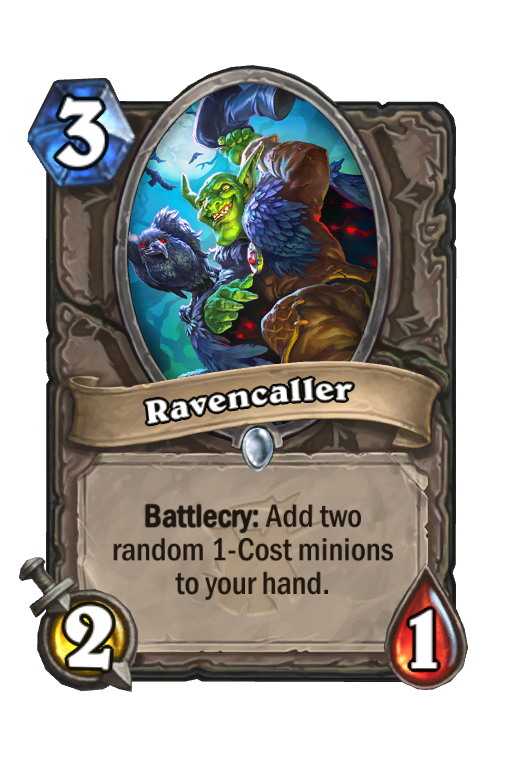 3
Ravencaller
Battlecry: Add two
random 1-Cost minions
to your hand.
2
1